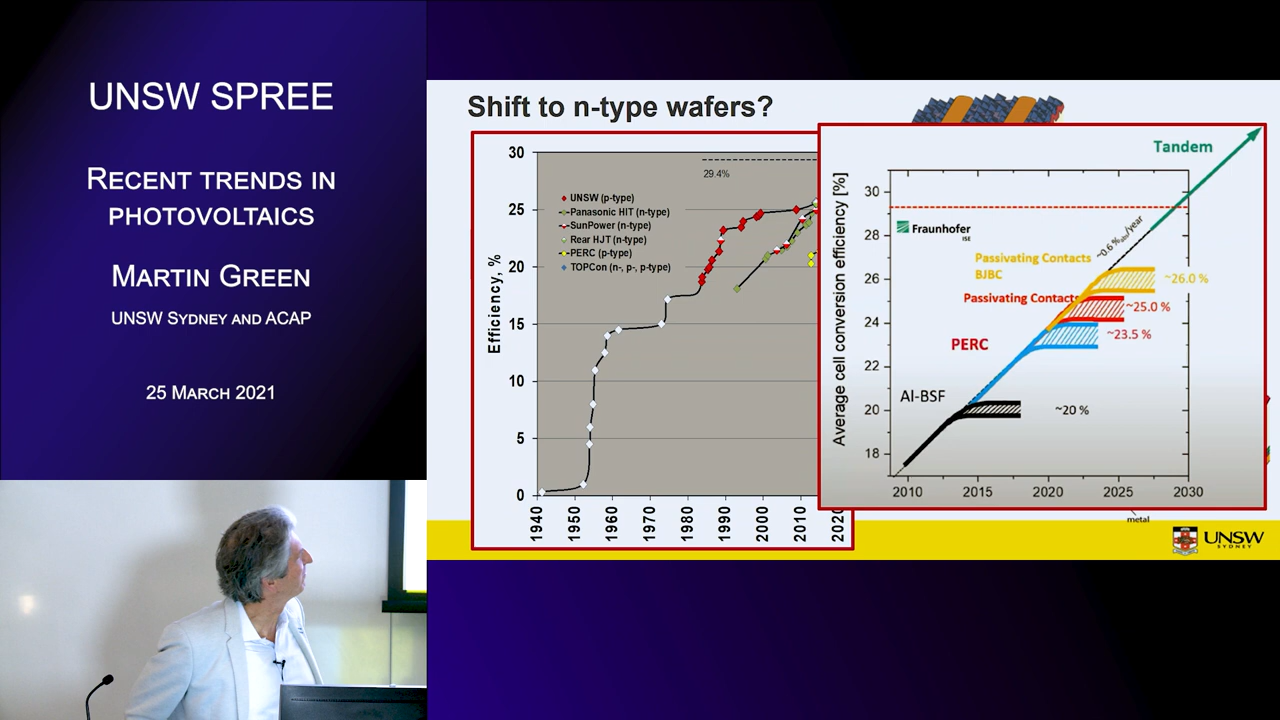 UNSW SPREE
RECENT TRENDS IN
PHOTOVOLTAICS
MARTIN GREEN
UNSW SYDNEY AND ACAP
25 MARCH 2021
Shift to n-type wafers?
30
25
20
15
10
5
0
Efficiency, %
29.4%
UNSW (p-type)
Panasonic HIT (n-type)
SunPower (n-type)
Rear HJT (n-type)
PERC (p-type)
TOPCon (n-, p-, p-type)
1940
1950
1960
1970
1980
1990
2000
2010
2020
Tandem
Average cell conversion efficiency [%]
30
28
26
24
22
20
18
Fraunhofer
ISE
~0.6 %abs/year
Passivating Contacts
BJBC
~26.0 %
Passivating Contacts
~25.0 %
PERC
~23.5 %
Al-BSF
~20 %
2010
2015
2020
2025
2030
metal
UNSW
SYDNEY